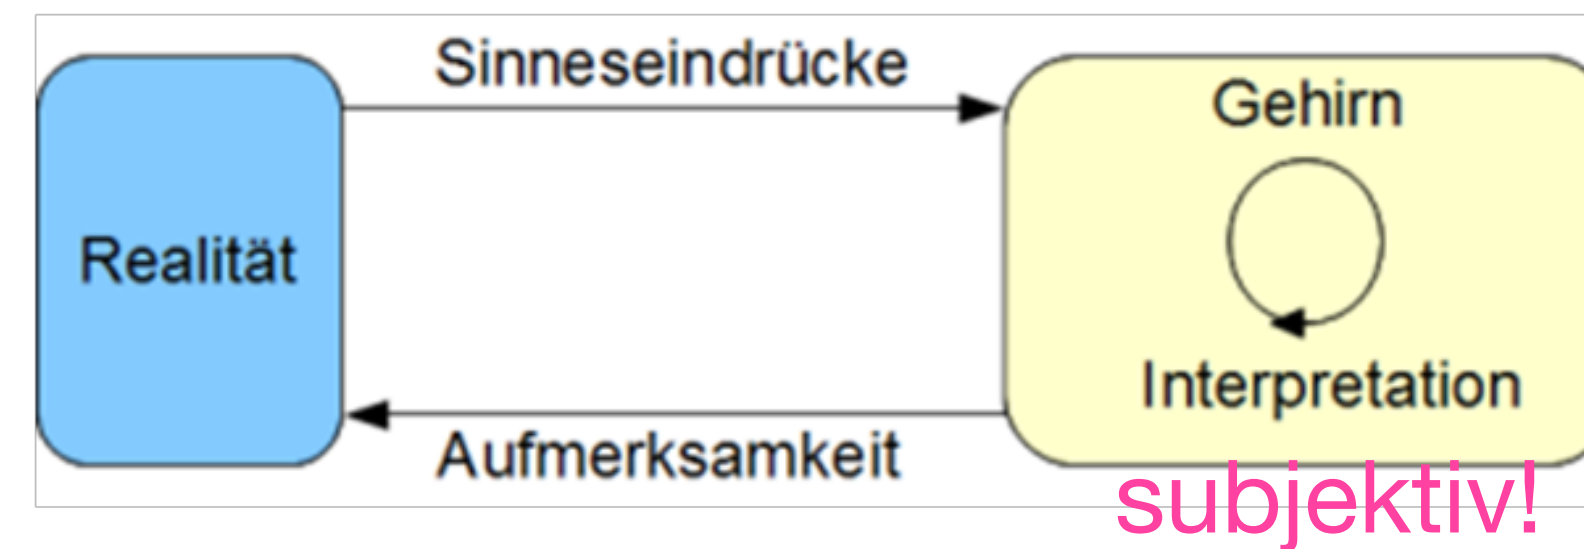 Sinneseindrücke
Gehirn
Realität
Interpretation
Aufmerksamkeit
subjektiv!